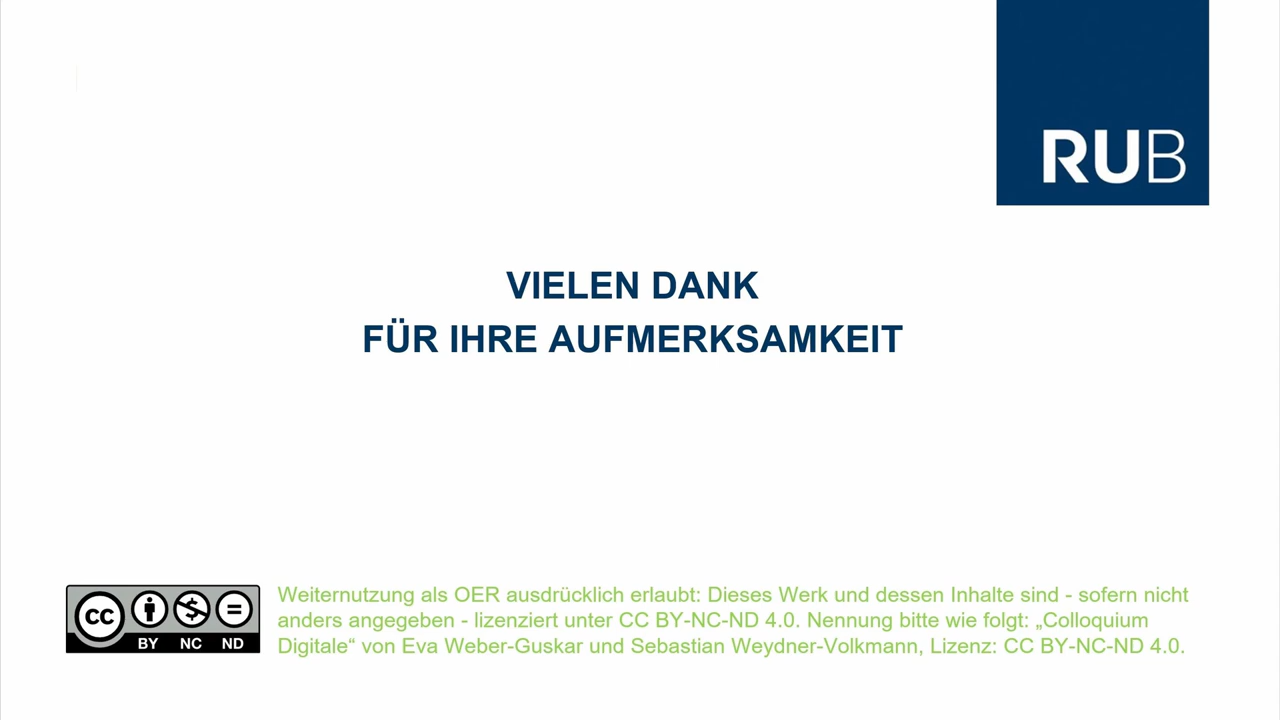 RUB
VIELEN DANK
FÜR IHRE AUFMERKSAMKEIT
Weiternutzung als OER ausdrücklich erlaubt: Dieses Werk und dessen Inhalte sind - sofern nicht
anders angegeben - lizenziert unter CC BY-NC-ND 4.0. Nennung bitte wie folgt: „Colloquium
Digitale“ von Eva Weber-Guskar und Sebastian Weydner-Volkmann, Lizenz: CC BY-NC-ND 4.0.
CC
BY NC ND